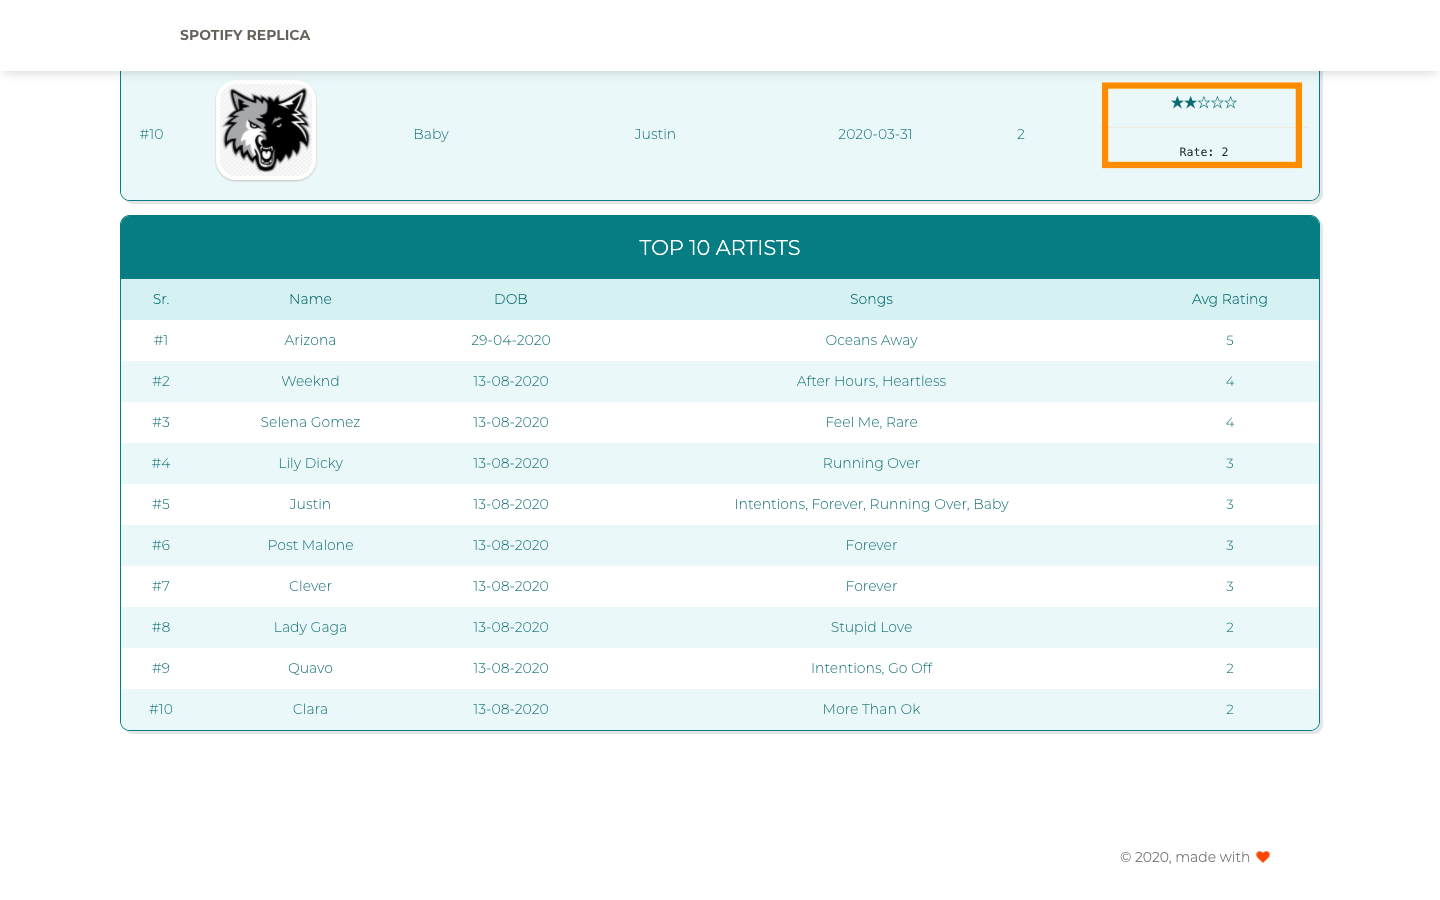 SPOTIFY REPLICA
#10 Baby Justin 2020-03-31 2 ★★☆☆☆
Rate: 2
TOP 10 ARTISTS
Sr. Name DOB Songs Avg Rating
#1 Arizona 29-04-2020 Oceans Away 5
#2 Weeknd 13-08-2020 After Hours, Heartless 4
#3 Selena Gomez 13-08-2020 Feel Me, Rare 4
#4 Lily Dicky 13-08-2020 Running Over 3
#5 Justin 13-08-2020 Intentions, Forever, Running Over, Baby 3
#6 Post Malone 13-08-2020 Forever 3
#7 Clever 13-08-2020 Forever 3
#8 Lady Gaga 13-08-2020 Stupid Love 2
#9 Quavo 13-08-2020 Intentions, Go Off 2
#10 Clara 13-08-2020 More Than Ok 2
© 2020, made with ♥